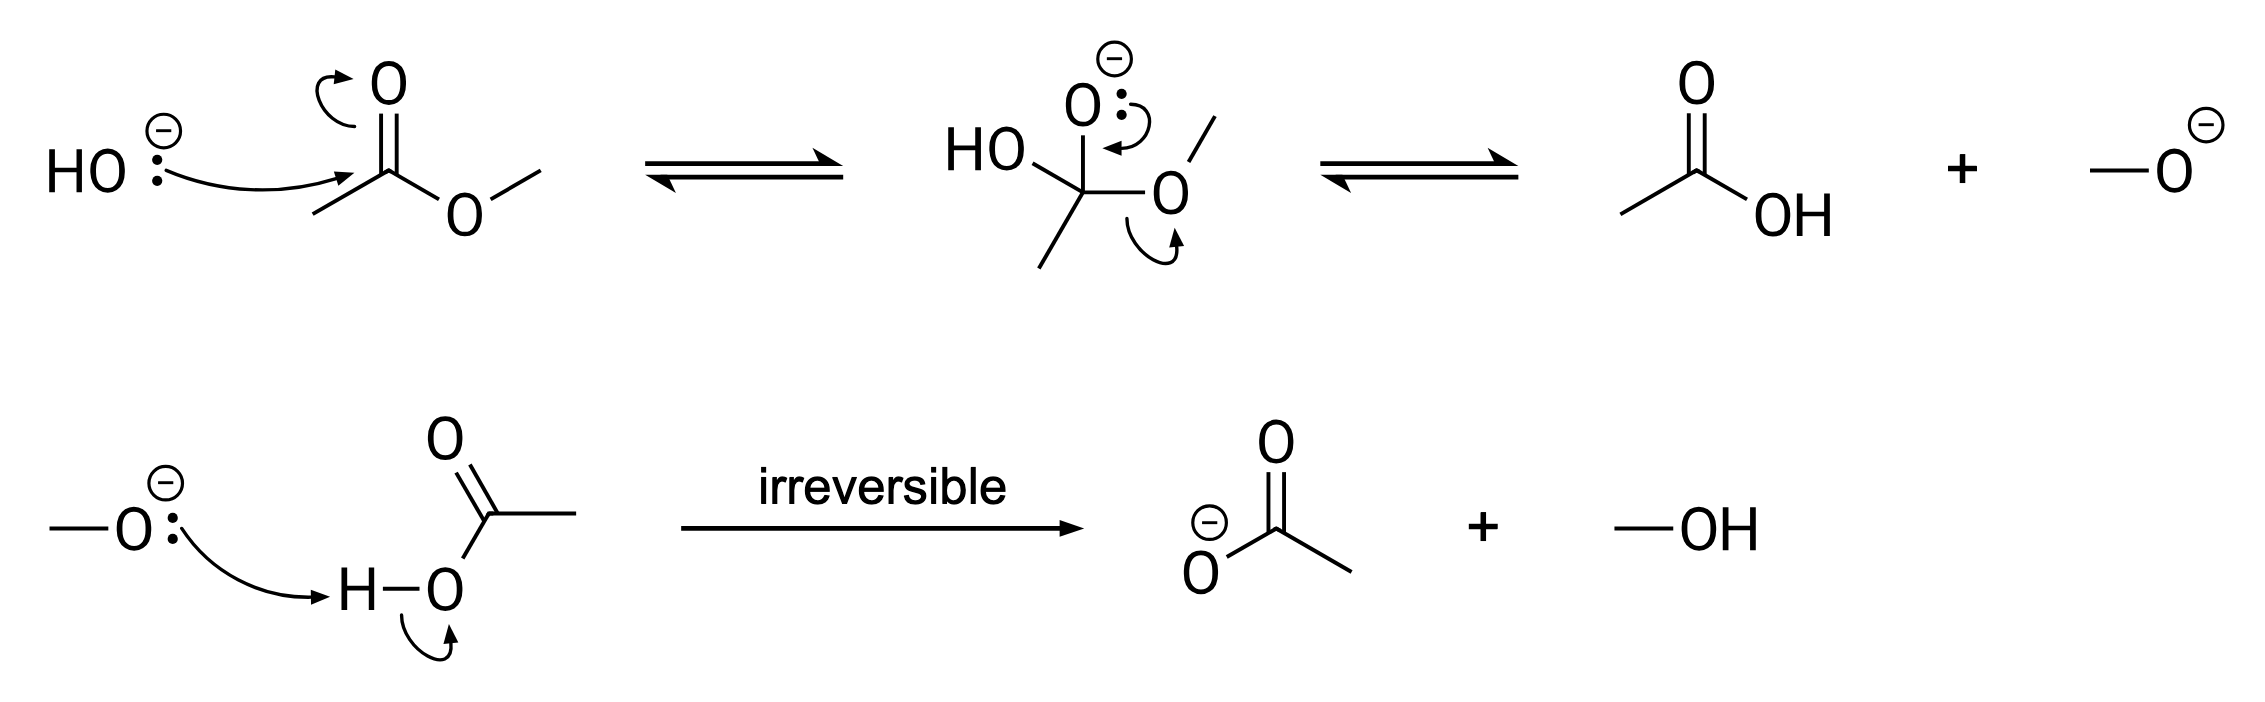 HO⊖: O O
HO O⊖: O
O OH + O⊖
O⊖: O H O
irreversible
⊖O O + OH